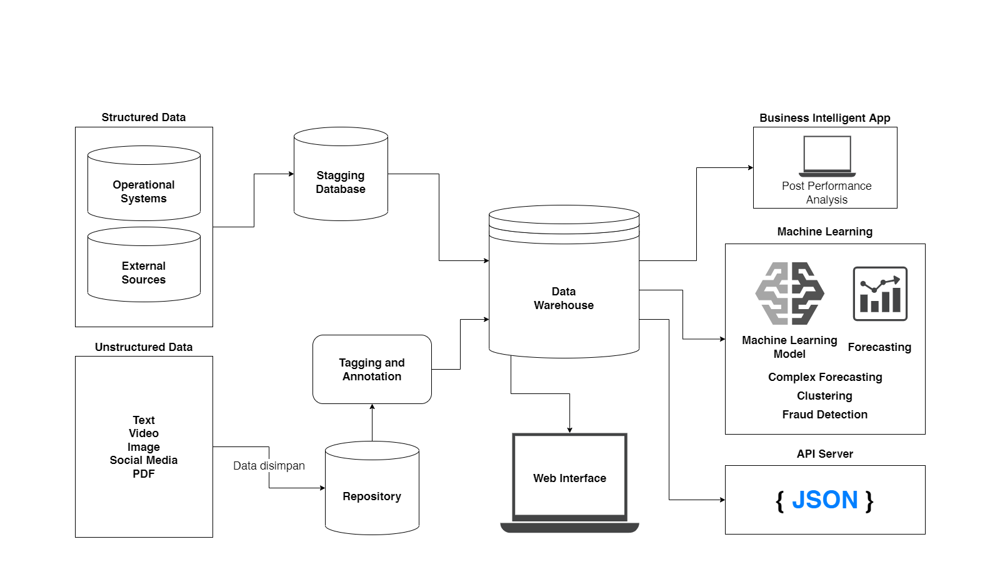 Structured Data
Operational
Systems
External
Sources
Unstructured Data
Text
Video
Image
Social Media
PDF
Data disimpan
Stagging
Database
Tagging and
Annotation
Repository
Data
Warehouse
Web Interface
Business Intelligent App
Post Performance
Analysis
Machine Learning
Machine Learning
Model
Forecasting
Complex Forecasting
Clustering
Fraud Detection
API Server
{ JSON }